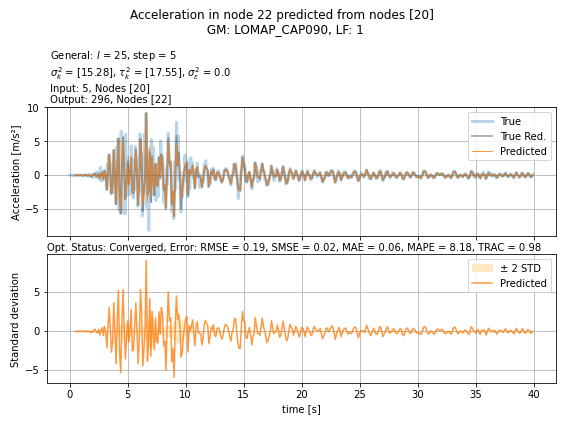 Acceleration in node 22 predicted from nodes [20]
GM: LOMAP_CAP090, LF: 1
General: l = 25, step = 5
σ²ₖ = [15.28], τ²ₖ = [17.55], σ²ε = 0.0
Input: 5, Nodes [20]
Output: 296, Nodes [22]
Acceleration [m/s²]
10
5
0
−5
True
True Red.
Predicted
Opt. Status: Converged, Error: RMSE = 0.19, SMSE = 0.02, MAE = 0.06, MAPE = 8.18, TRAC = 0.98
Standard deviation
5
0
−5
± 2 STD
Predicted
0 5 10 15 20 25 30 35 40
time [s]